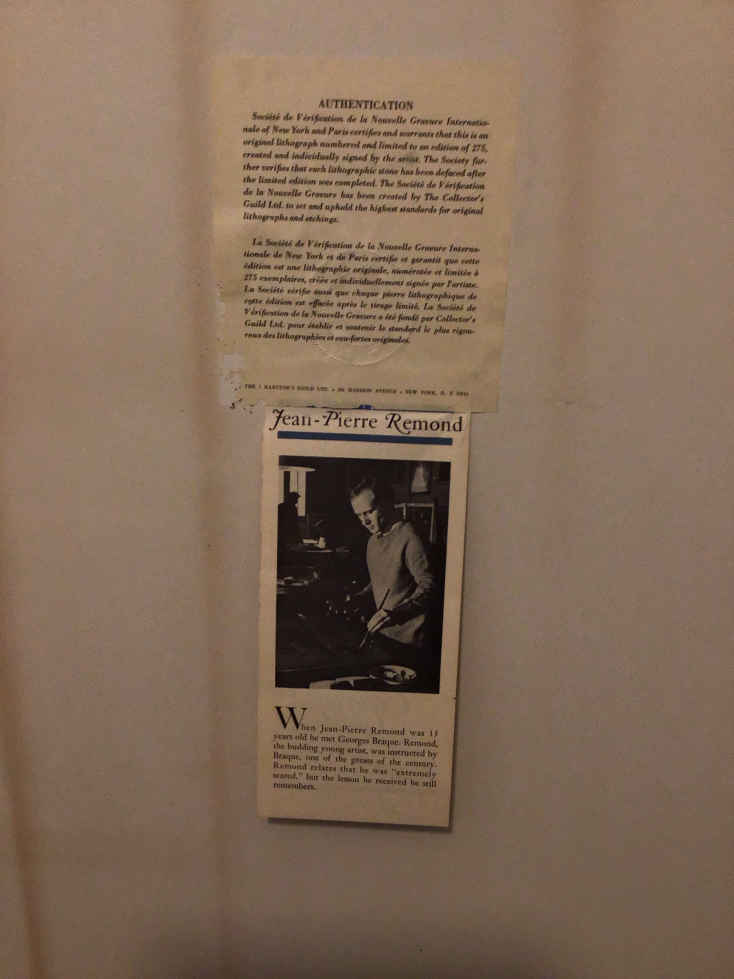 AUTHENTICATION
Société de Vérification de la Nouvelle Gravure Internatio-
nale of New York and Paris certifies and warrants that this is an
original lithograph numbered and limited to an edition of 275,
created and individually signed by the artist. The Society fur-
ther verifies that each lithographic stone has been defaced after
the limited edition was completed. The Société de Vérification
de la Nouvelle Gravure has been created by The Collector's
Guild Ltd. to set and uphold the highest standards for original
lithographs and etchings.
La Société de Vérification de la Nouvelle Gravure Interna-
tionale de New York et de Paris certifie et garantit que cette
édition est une lithographie originale, numérotée et limitée à
275 exemplaires, créée et individuellement signée par l'artiste.
La Société vérifie aussi que chaque pierre lithographique de
cette édition est effacée après le tirage limité. La Société de
Vérification de la Nouvelle Gravure a été fondé par Collector's
Guild Ltd. pour établir et soutenir le standard le plus rigou-
reux des lithographies et eau-fortes originales.
GUILD LTD. • MADISON AVENUE • NEW YORK, N. Y.
Jean-Pierre Remond
When Jean-Pierre Remond was 13
years old he met Georges Braque. Remond,
the budding young artist, was instructed by
Braque, one of the greats of the century.
Remond relates that he was "extremely
scared," but the lesson he received he still
remembers.